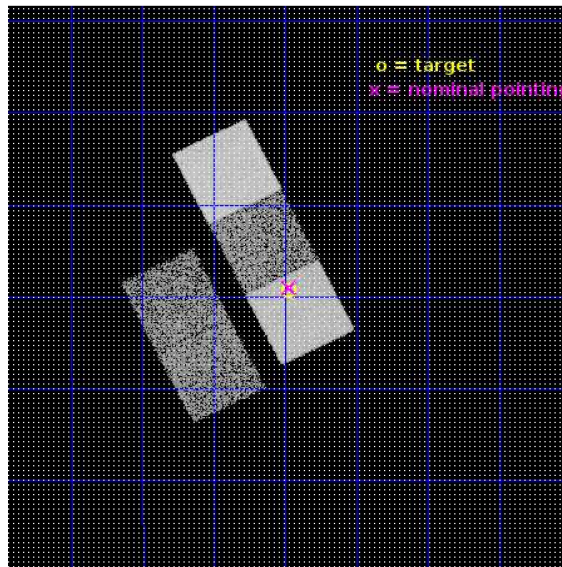 o = target
x = nominal pointing